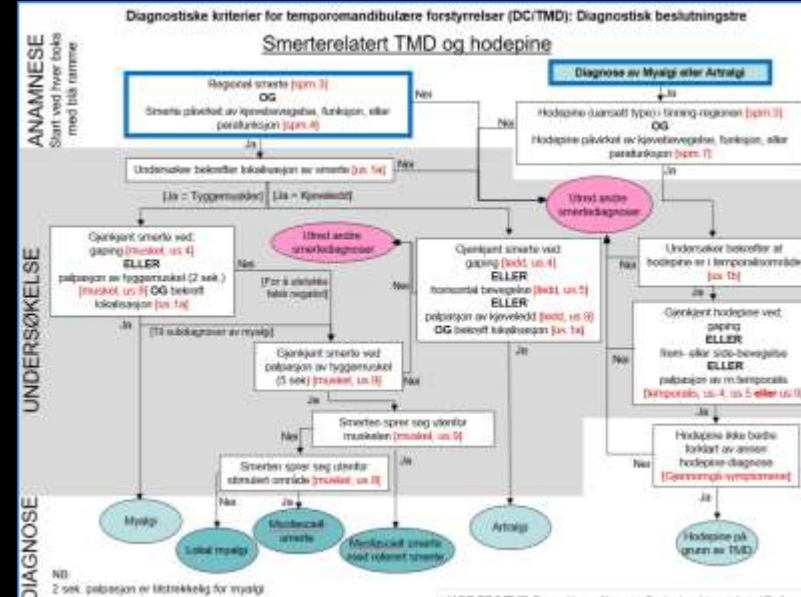 Diagnostiske kriterier for temporomandibulære forstyrrelser (DC/TMD): Diagnostisk beslutningstre
Smerterelatert TMD og hodepine
ANAMNESE
Start ved hver boks
med blå ramme
Regional smerte [spm.3]
OG
Smerte påvirket av kjevebevegelse, funksjon, eller
parafunksjon [spm.4]
Nei
Ja
Diagnose av Myalgi eller Artralgi
Ja
Hodepine (uansett type) i tinning-regionen [spm.5]
OG
Hodepine påvirket av kjevebevegelse, funksjon, eller
parafunksjon [spm.7]
Nei
Ja
Undersøker bekrefter lokalisasjon av smerte [us.1a]
Nei
[Ja = Tyggemuskler]
[Ja = Kjeveledd]
Utred andre
smertediagnoser
UNDERSØKELSE
Gjenkjent smerte ved:
gaping [muskel, us.4]
ELLER
palpasjon av tyggemuskel (2 sek.)
[muskel, us.9] OG bekreft
lokalisasjon [us.1a]
Nei
Ja
Utred andre
smertediagnoser
[For å utelukke
falsk negativ]
[Til subdiagnoser av myalgi]
Gjenkjent smerte ved:
gaping [ledd, us.4]
ELLER
horisontal bevegelse [ledd, us.5]
ELLER
palpasjon av kjeveledd [ledd, us.9]
OG bekreft lokalisasjon [us.1a]
Nei
Ja
Undersøker bekrefter at
hodepine er i temporalisområde
[us.1b]
Nei
Ja
Gjenkjent hodepine ved:
gaping
ELLER
frem- eller side-bevegelse
ELLER
palpasjon av m.temporalis
[temporalis, us.4, us.5 eller us.9]
Nei
Ja
Gjenkjent smerte ved
palpasjon av tyggemuskel
(5 sek) [muskel, us.9]
Nei
Ja
Smerten sprer seg utenfor
muskelen [muskel, us.9]
Nei
Ja
Smerten sprer seg utenfor
stimulert område [muskel, us.9]
Nei
Ja
Hodepine ikke bedre
forklart av annen
hodepine-diagnose
[Gjennomgå symptomene]
Nei
Ja
DIAGNOSE
Myalgi
Lokal myalgi
Myofasciell
smerte
Myofasciell smerte
med referert smerte
Artralgi
Hodepine på
grunn av TMD
NB:
2 sek. palpasjon er tilstrekkelig for myalgi